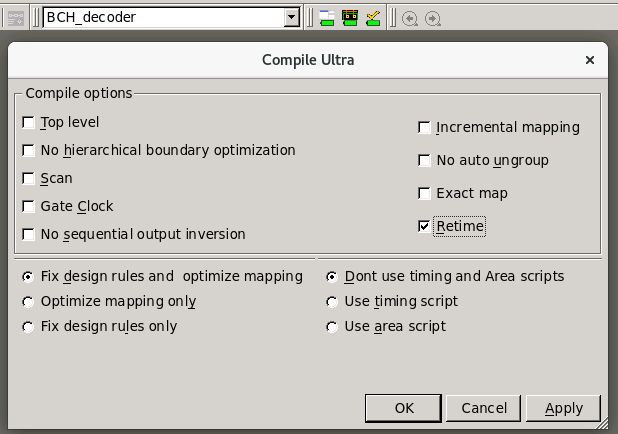 BCH_decoder
Compile Ultra
Compile options
Top level
No hierarchical boundary optimization
Scan
Gate Clock
No sequential output inversion
Incremental mapping
No auto ungroup
Exact map
Retime
Fix design rules and  optimize mapping
Optimize mapping only
Fix design rules only
Dont use timing and Area scripts
Use timing script
Use area script
OK
Cancel
Apply